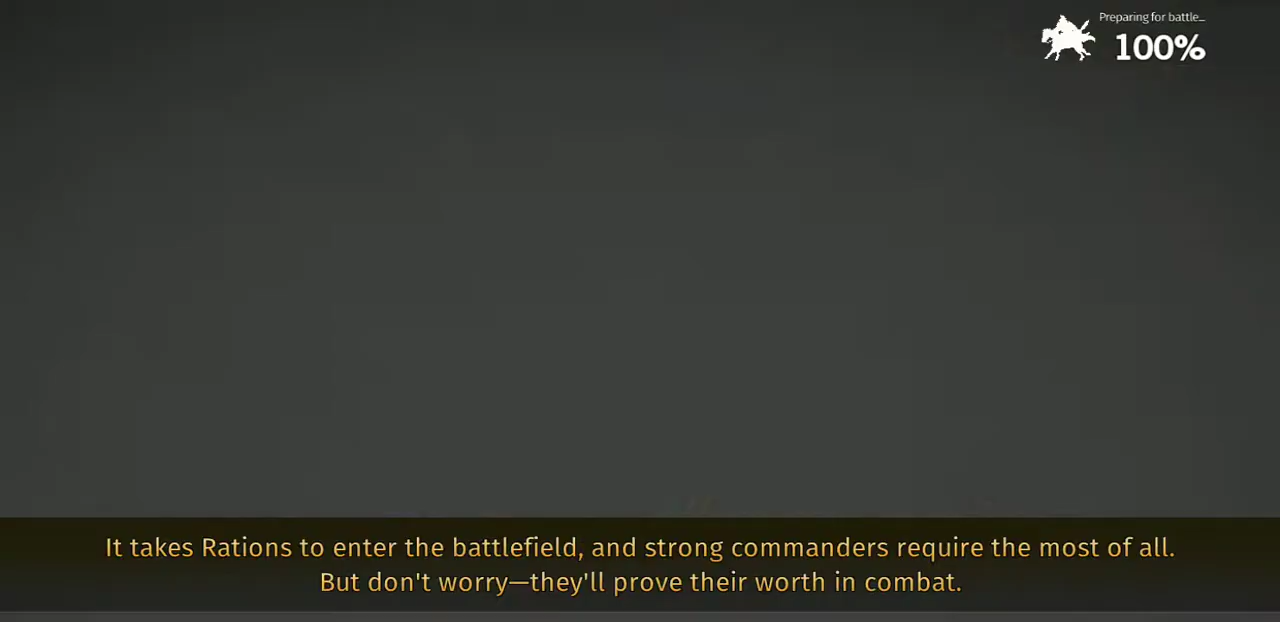 Preparing for battle...
100%
It takes Rations to enter the battlefield, and strong commanders require the most of all.
But don't worry—they'll prove their worth in combat.